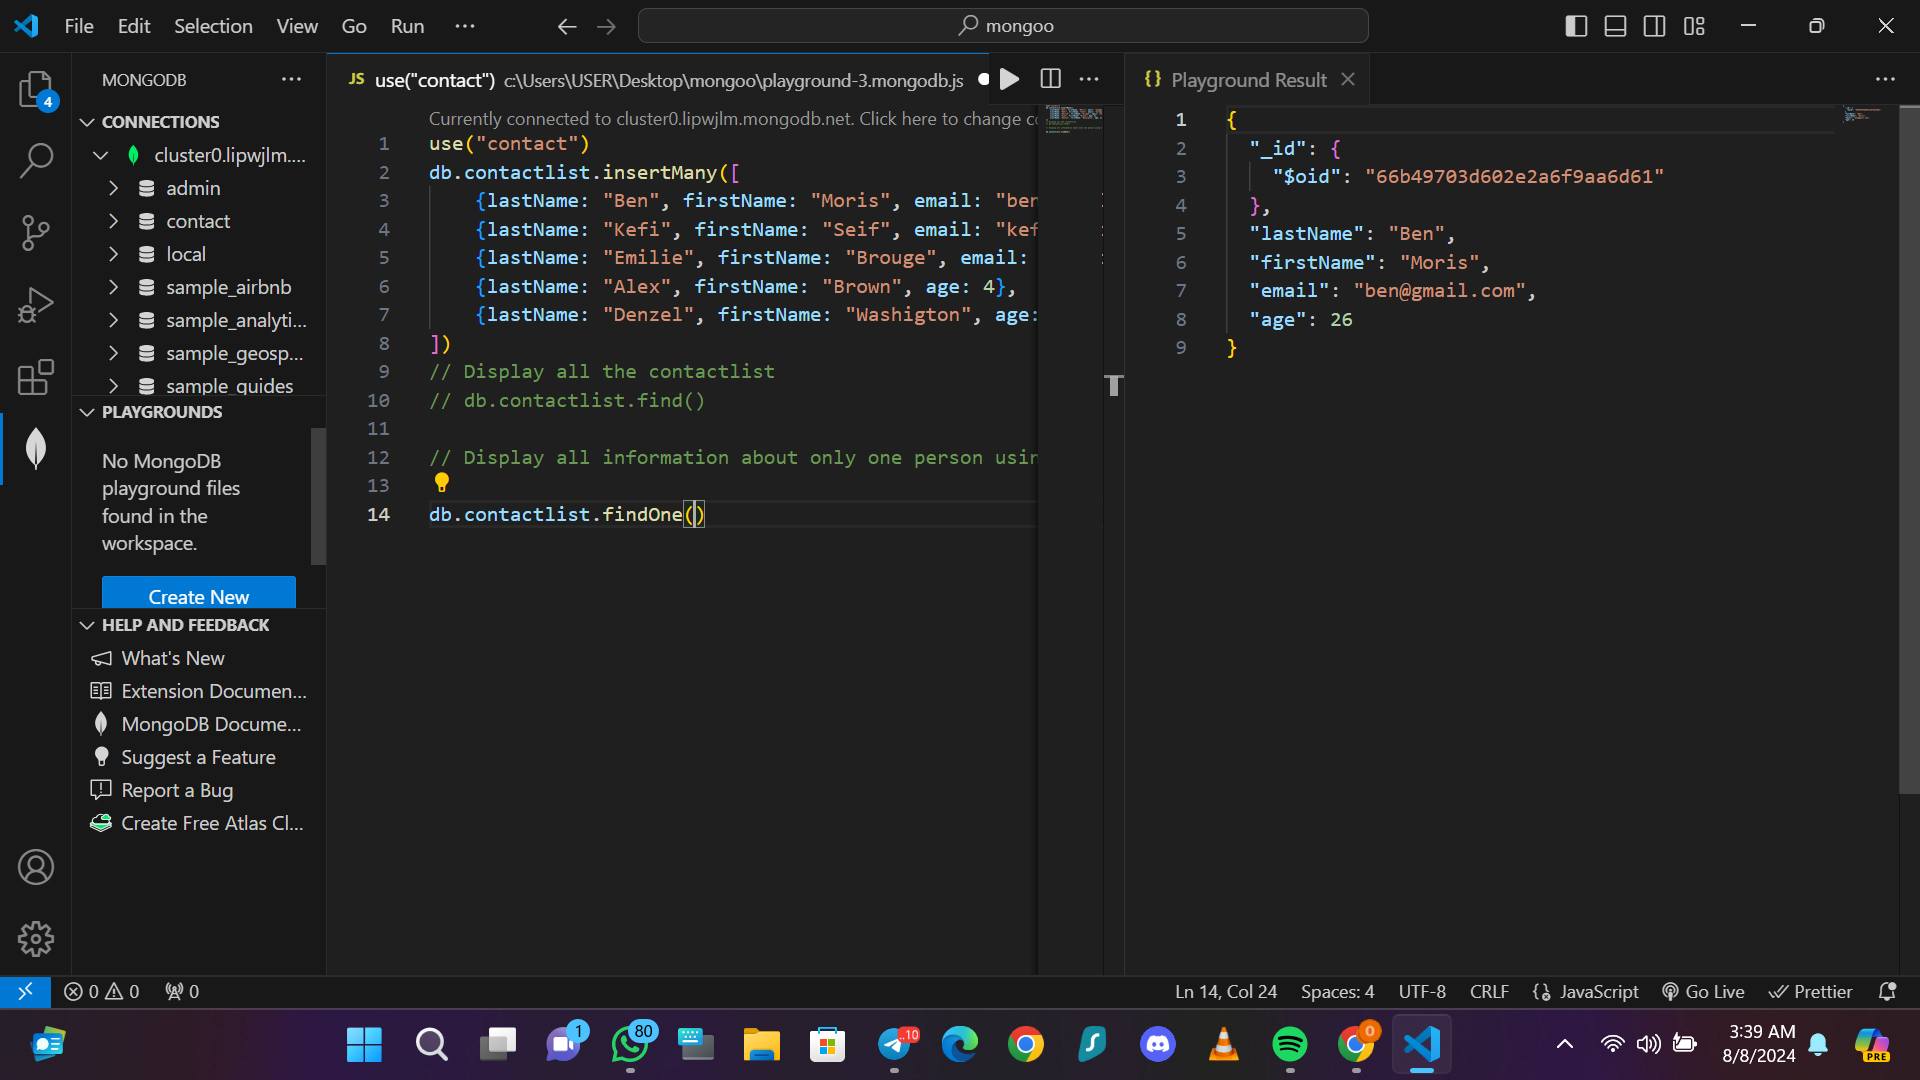 File Edit Selection View Go Run ···
mongoo
4
MONGODB
CONNECTIONS
cluster0.lipwjlm....
admin
contact
local
sample_airbnb
sample_analyti...
sample_geosp...
sample_guides
PLAYGROUNDS
No MongoDB
playground files
found in the
workspace.
Create New
HELP AND FEEDBACK
What's New
Extension Documen...
MongoDB Docume...
Suggest a Feature
Report a Bug
Create Free Atlas Cl...
JS use("contact") c:\Users\USER\Desktop\mongoo\playground-3.mongodb.js
Currently connected to cluster0.lipwjlm.mongodb.net. Click here to change co
1 use("contact")
2 db.contactlist.insertMany([
3 {lastName: "Ben", firstName: "Moris", email: "ben
4 {lastName: "Kefi", firstName: "Seif", email: "kef
5 {lastName: "Emilie", firstName: "Brouge", email:
6 {lastName: "Alex", firstName: "Brown", age: 4},
7 {lastName: "Denzel", firstName: "Washigton", age:
8 ])
9 // Display all the contactlist
10 // db.contactlist.find()
11
12 // Display all information about only one person usin
13
14 db.contactlist.findOne()
{} Playground Result
1 {
2 "_id": {
3 "$oid": "66b49703d602e2a6f9aa6d61"
4 },
5 "lastName": "Ben",
6 "firstName": "Moris",
7 "email": "ben@gmail.com",
8 "age": 26
9 }
0 0 0
Ln 14, Col 24 Spaces: 4 UTF-8 CRLF JavaScript Go Live Prettier
1 80 ..10 0
3:39 AM
8/8/2024
PRE